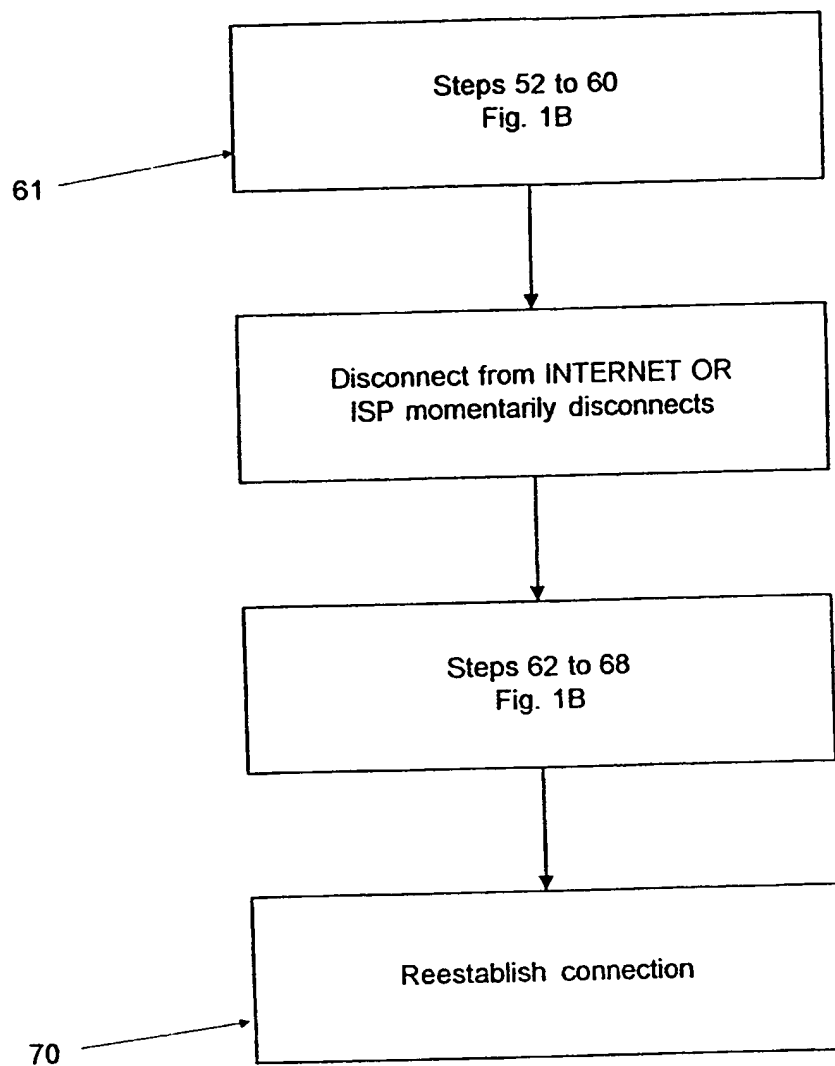 Steps 52 to 60
Fig. 1B
61
Disconnect from INTERNET OR
ISP momentarily disconnects
Steps 62 to 68
Fig. 1B
Reestablish connection
70